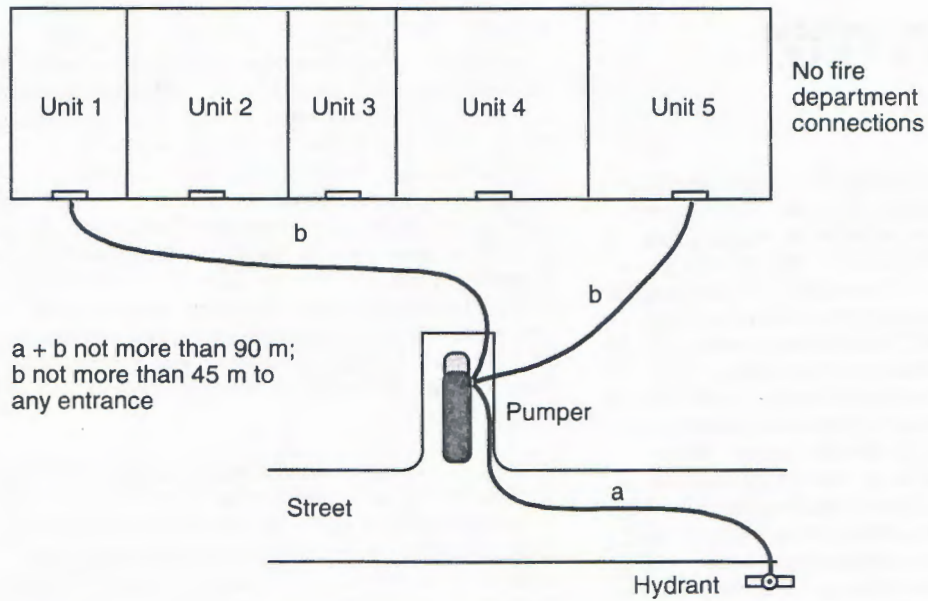 Unit 1
Unit 2
Unit 3
Unit 4
Unit 5
No fire
department
connections
b
b
a + b not more than 90 m;
b not more than 45 m to
any entrance
Pumper
a
Street
Hydrant